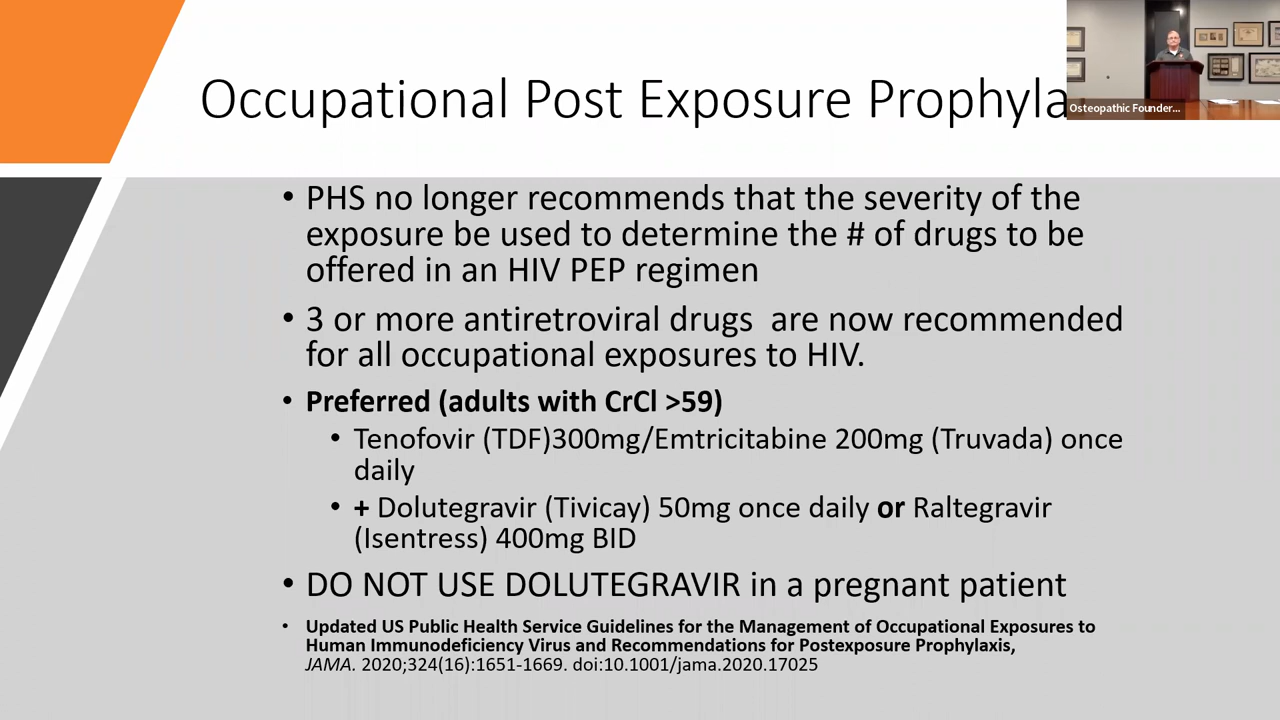 Occupational Post Exposure Prophyla
Osteopathic Founder...
• PHS no longer recommends that the severity of the
exposure be used to determine the # of drugs to be
offered in an HIV PEP regimen
• 3 or more antiretroviral drugs  are now recommended
for all occupational exposures to HIV.
• Preferred (adults with CrCl >59)
• Tenofovir (TDF)300mg/Emtricitabine 200mg (Truvada) once
daily
• + Dolutegravir (Tivicay) 50mg once daily or Raltegravir
(Isentress) 400mg BID
• DO NOT USE DOLUTEGRAVIR in a pregnant patient
• Updated US Public Health Service Guidelines for the Management of Occupational Exposures to
Human Immunodeficiency Virus and Recommendations for Postexposure Prophylaxis,
JAMA. 2020;324(16):1651-1669. doi:10.1001/jama.2020.17025